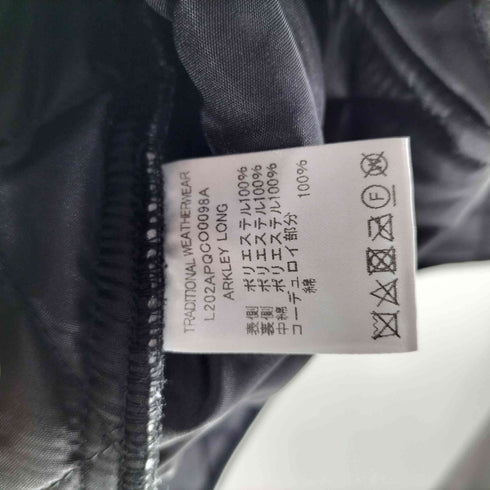 TRADITIONAL WEATHERWEAR
L202APQCO0098A
ARKLEY LONG
表側 ポリエステル100%
裏側 ポリエステル100%
中綿 ポリエステル100%
コーデュロイ部分
綿 100%
F